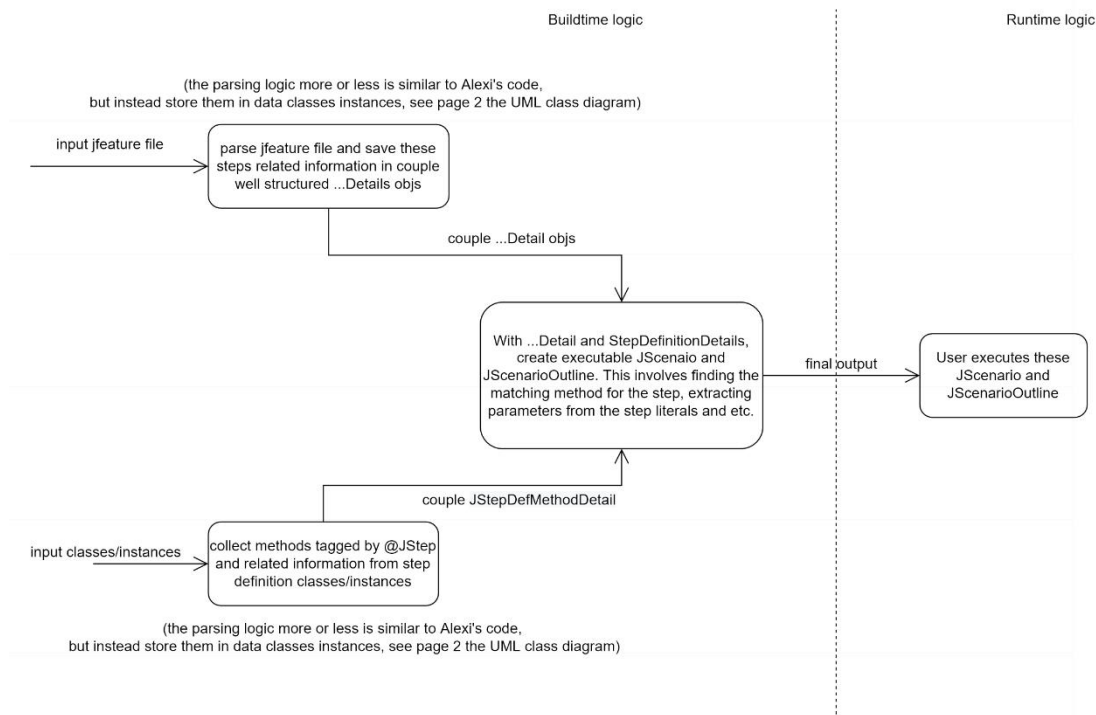 Buildtime logic
Runtime logic
(the parsing logic more or less is similar to Alexi's code,
but instead store them in data classes instances, see page 2 the UML class diagram)
input jfeature file
parse jfeature file and save these
steps related information in couple
well structured ...Details objs
couple ...Detail objs
With ...Detail and StepDefinitionDetails,
create executable JScenaio and
JScenarioOutline. This involves finding the
matching method for the step, extracting
parameters from the step literals and etc.
final output
User executes these
JScenario and
JScenarioOutline
couple JStepDefMethodDetail
input classes/instances
collect methods tagged by @JStep
and related information from step
definition classes/instances
(the parsing logic more or less is similar to Alexi's code,
but instead store them in data classes instances, see page 2 the UML class diagram)